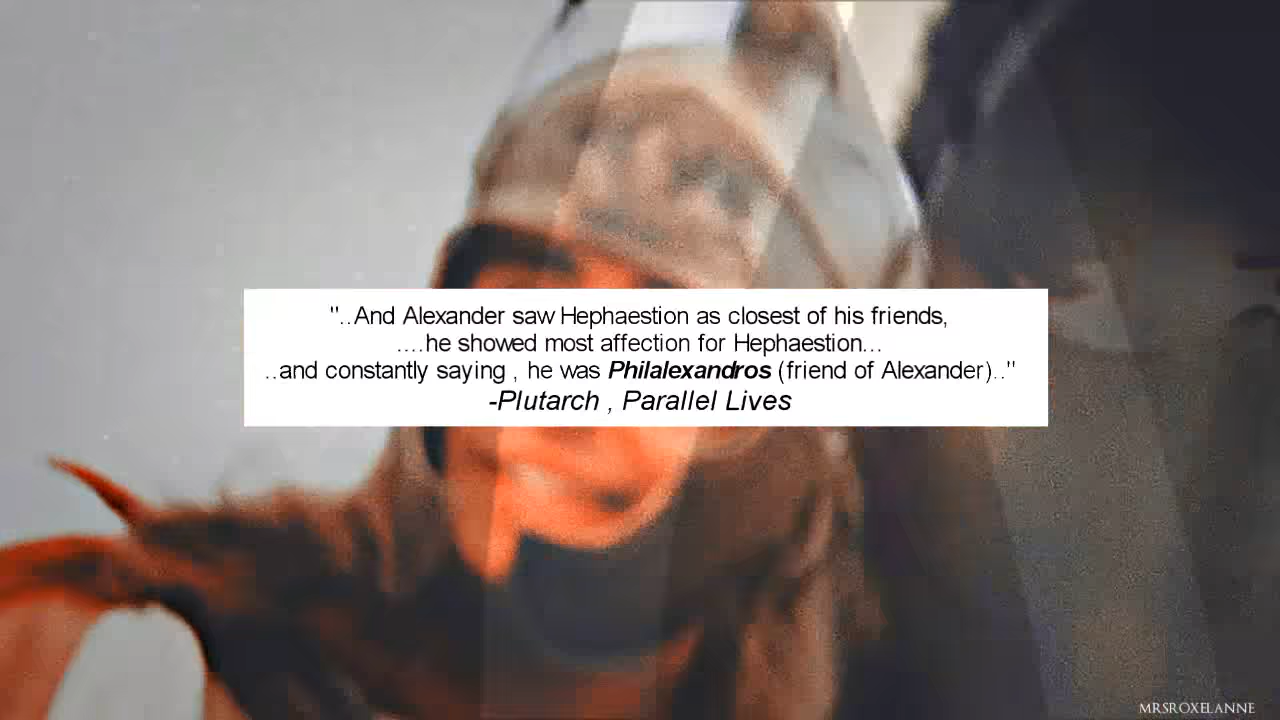 "..And Alexander saw Hephaestion as closest of his friends,
....he showed most affection for Hephaestion...
..and constantly saying , he was Philalexandros (friend of Alexander).."
-Plutarch , Parallel Lives
MRSROXELANNE